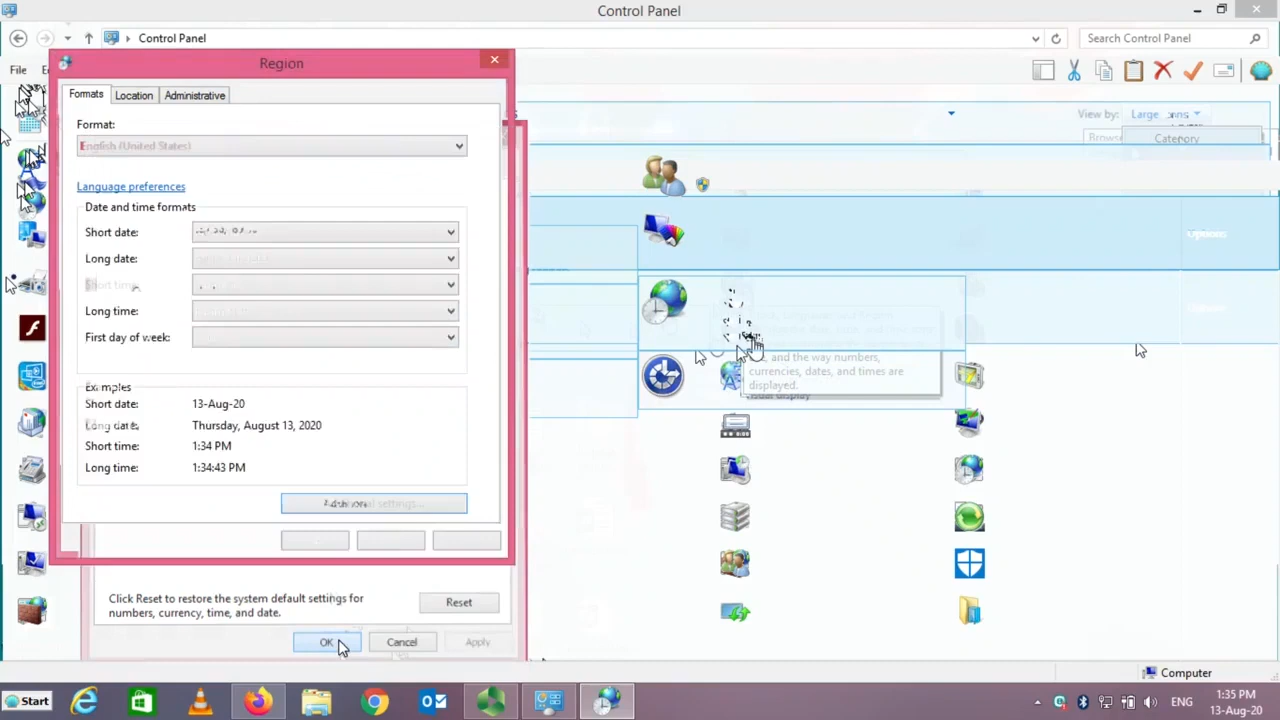 Control Panel
Control Panel
Search Control Panel
File
Region
Formats
Location
Administrative
View by:
Large
Category
Format:
English (United States)
Language preferences
Date and time formats
Short date:
Long date:
Short time:
Long time:
First day of week:
Options
and the way numbers,
currencies, dates, and times are
displayed.
Examples
Short date:
13-Aug-20
Long date:
Thursday, August 13, 2020
Short time:
1:34 PM
Long time:
1:34:43 PM
Click Reset to restore the system default settings for
numbers, currency, time, and date.
Reset
OK
Cancel
Apply
Computer
Start
ENG
1:35 PM
13-Aug-20